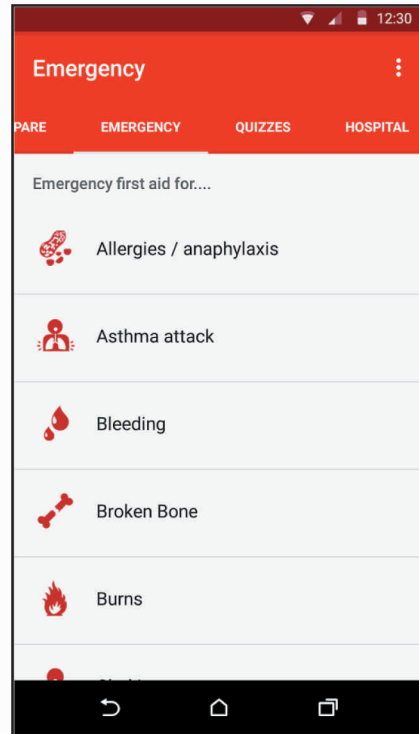 12:30
Emergency
PARE EMERGENCY QUIZZES HOSPITAL
Emergency first aid for....
Allergies / anaphylaxis
Asthma attack
Bleeding
Broken Bone
Burns